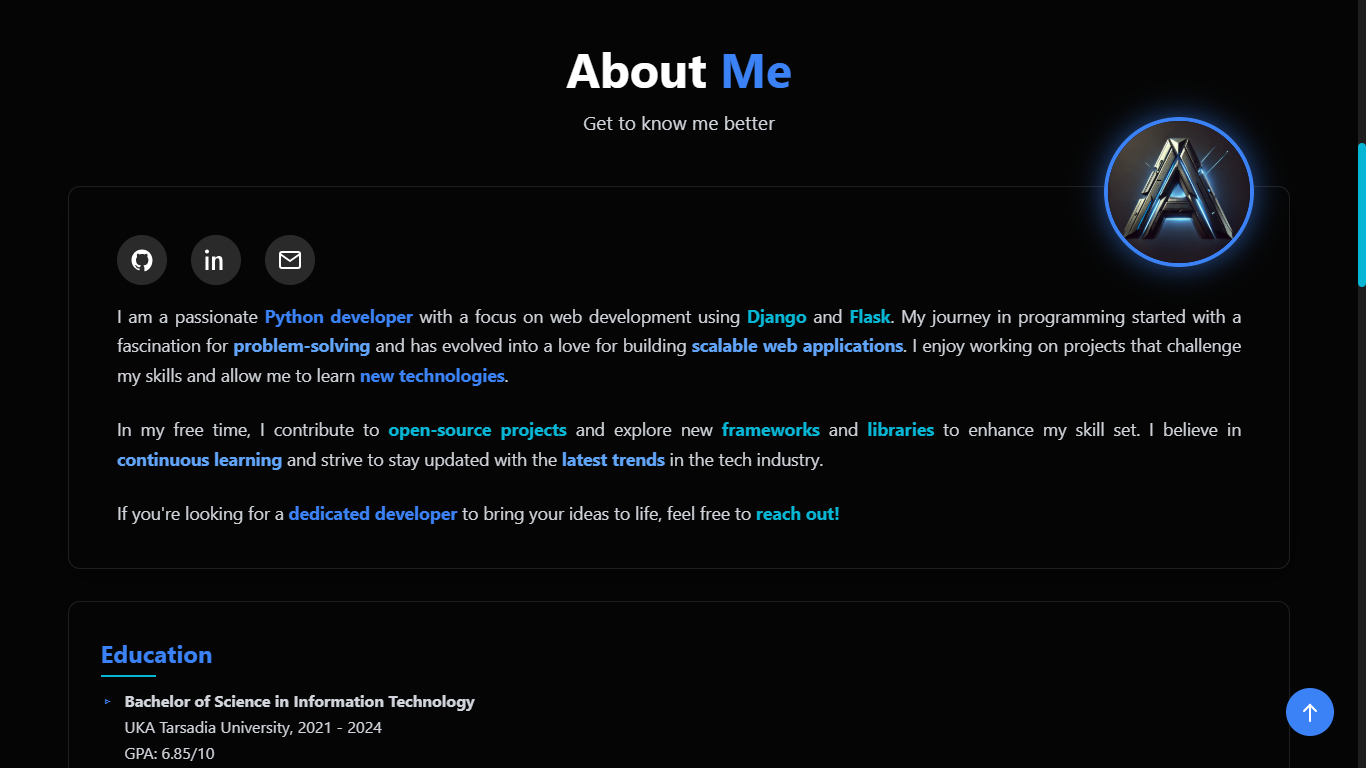 About Me
Get to know me better
I am a passionate Python developer with a focus on web development using Django and Flask. My journey in programming started with a
fascination for problem-solving and has evolved into a love for building scalable web applications. I enjoy working on projects that challenge
my skills and allow me to learn new technologies.
In my free time, I contribute to open-source projects and explore new frameworks and libraries to enhance my skill set. I believe in
continuous learning and strive to stay updated with the latest trends in the tech industry.
If you're looking for a dedicated developer to bring your ideas to life, feel free to reach out!
Education
Bachelor of Science in Information Technology
UKA Tarsadia University, 2021 - 2024
GPA: 6.85/10